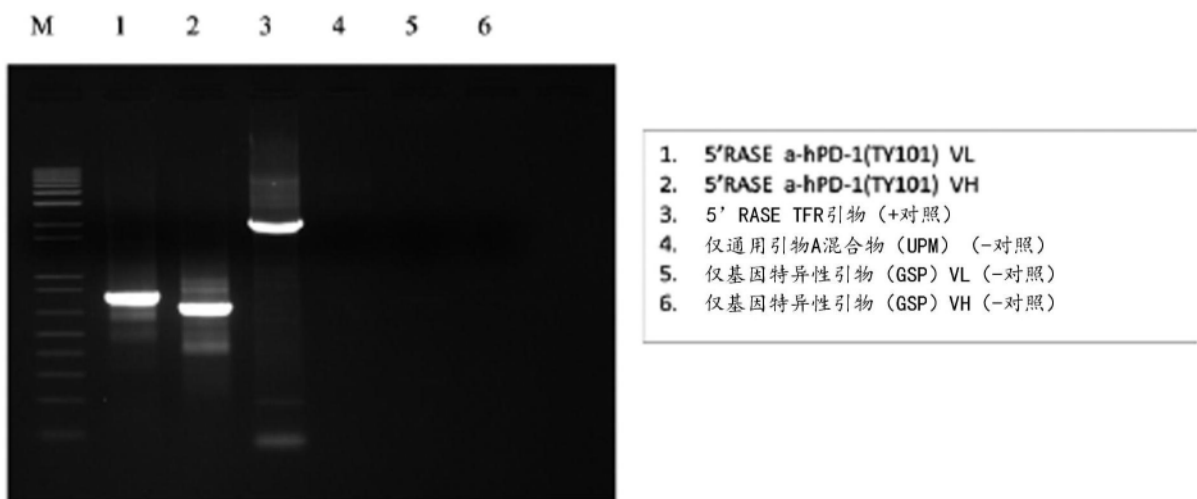 M 1 2 3 4 5 6
1. 5'RASE a-hPD-1(TY101) VL
2. 5'RASE a-hPD-1(TY101) VH
3. 5’ RASE TFR引物（+对照）
4. 仅通用引物A混合物（UPM）（-对照）
5. 仅基因特异性引物（GSP）VL（-对照）
6. 仅基因特异性引物（GSP）VH（-对照）